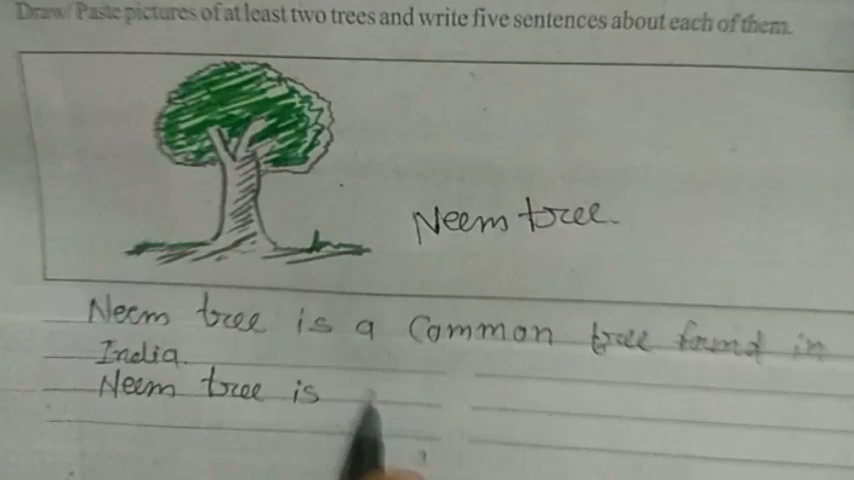 Draw/Paste pictures of at least two trees and write five sentences about each of them.
Neem tree.
Neem tree is a Common tree found in
India.
Neem tree is